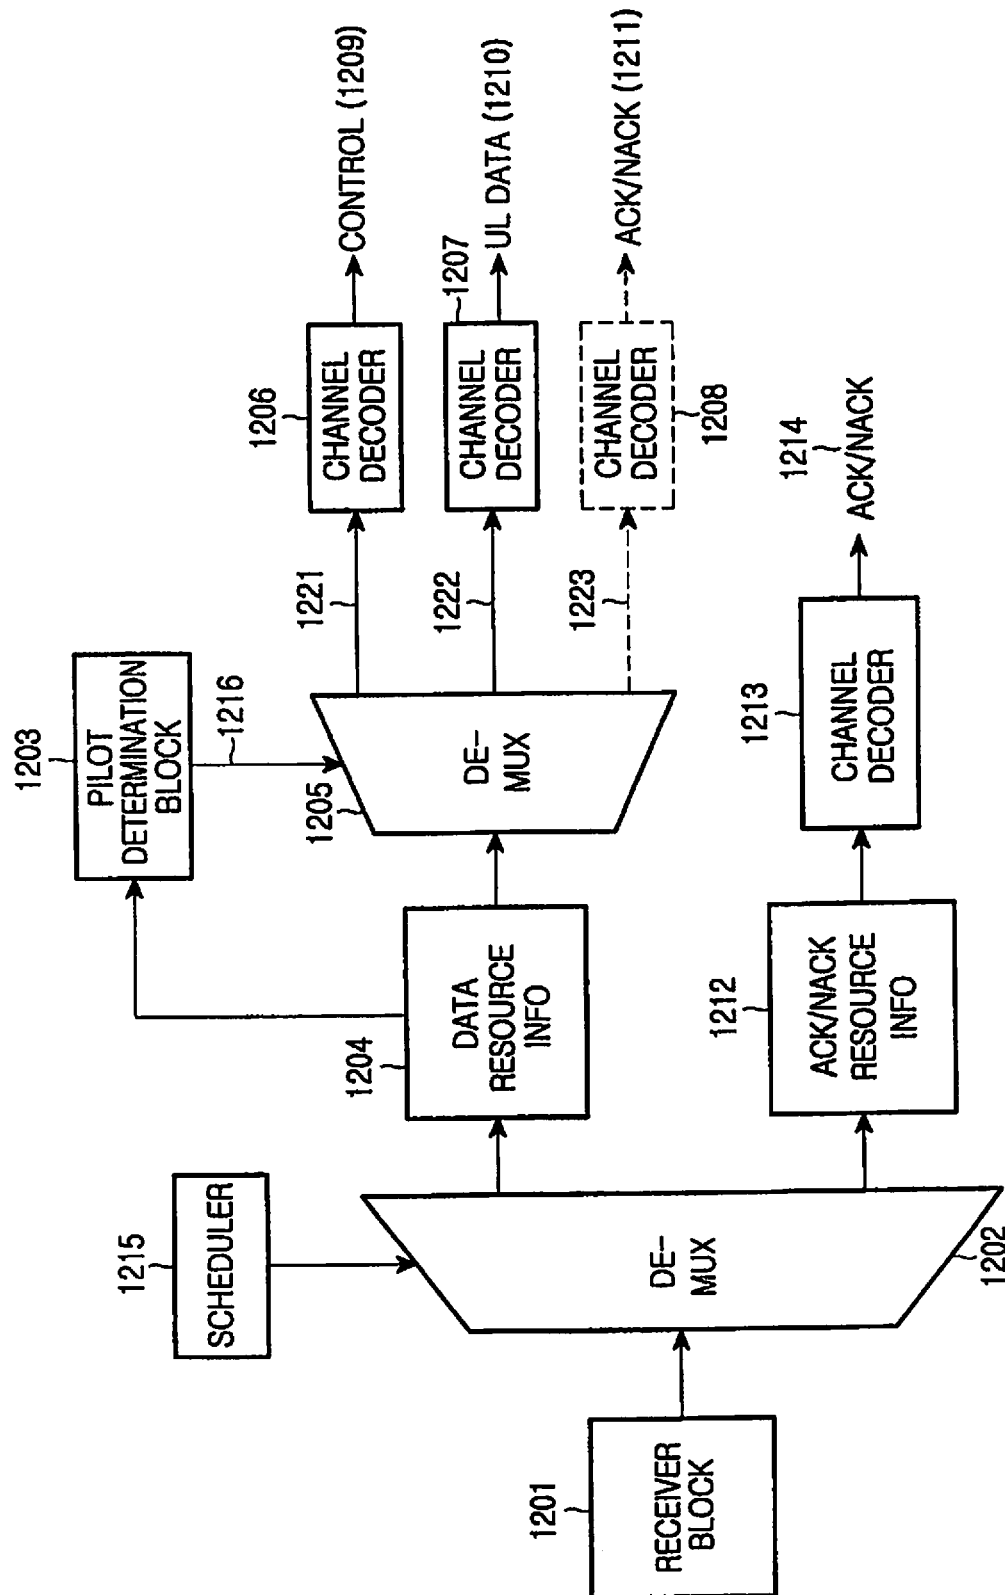 1201
RECEIVER
BLOCK
1215
SCHEDULER
DE-
MUX
1202
1204
DATA
RESOURCE
INFO
1212
ACK/NACK
RESOURCE
INFO
1203
PILOT
DETERMINATION
BLOCK
1216
1205
DE-
MUX
1213
CHANNEL
DECODER
1214
ACK/NACK
1221
1222
1223
1206
CHANNEL
DECODER
CONTROL (1209)
1207
CHANNEL
DECODER
UL DATA (1210)
CHANNEL
DECODER
1208
ACK/NACK (1211)